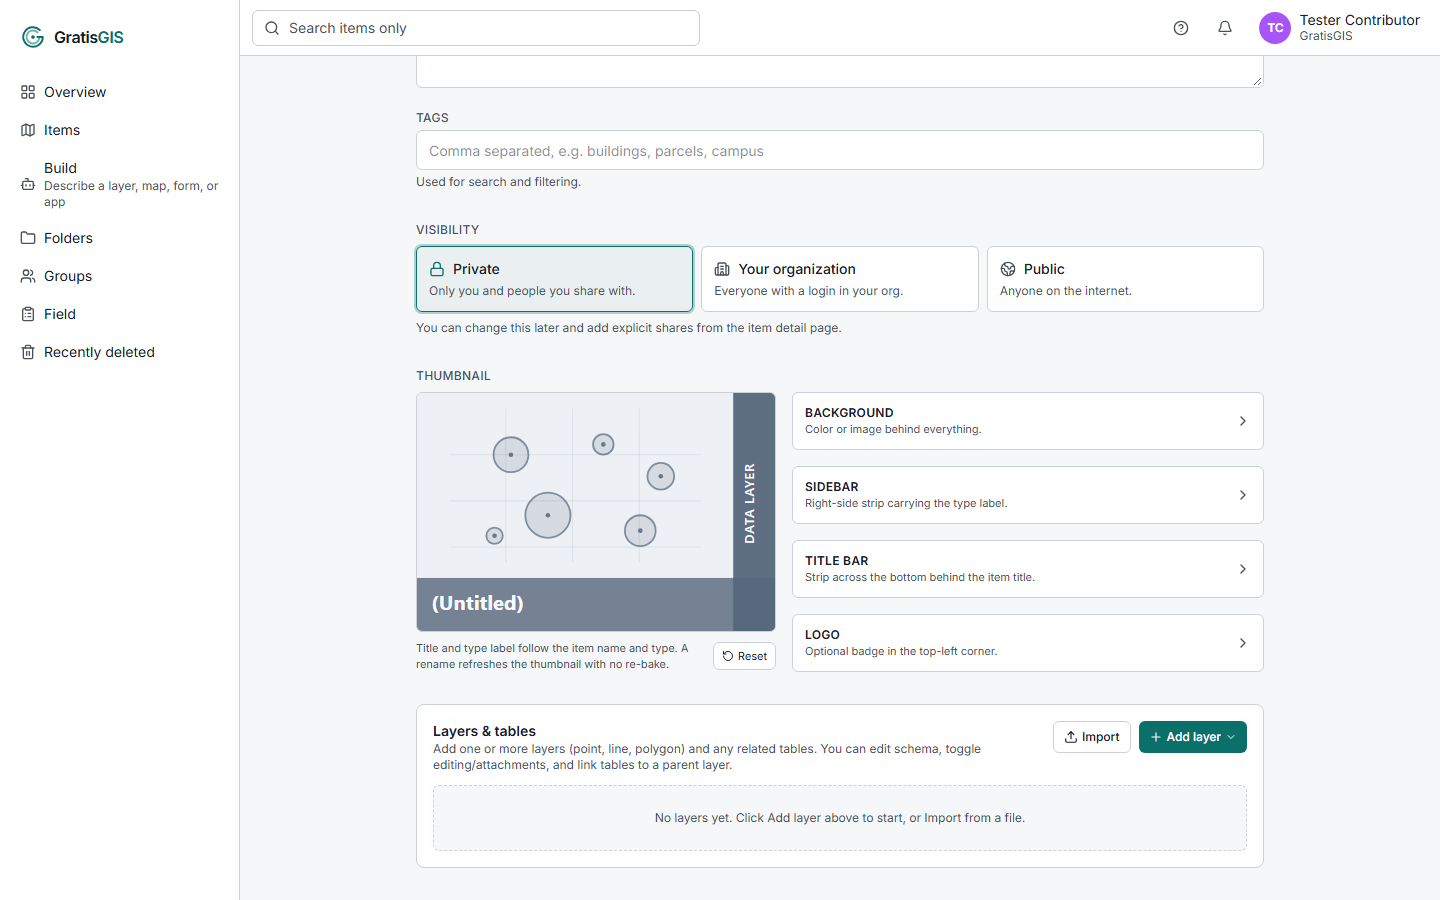 GratisGIS
Search items only
TC
Tester Contributor
GratisGIS
Overview
Items
Build
Describe a layer, map, form, or
app
Folders
Groups
Field
Recently deleted
TAGS
Comma separated, e.g. buildings, parcels, campus
Used for search and filtering.
VISIBILITY
Private
Only you and people you share with.
Your organization
Everyone with a login in your org.
Public
Anyone on the internet.
You can change this later and add explicit shares from the item detail page.
THUMBNAIL
DATA LAYER
(Untitled)
Title and type label follow the item name and type. A
rename refreshes the thumbnail with no re-bake.
Reset
BACKGROUND
Color or image behind everything.
SIDEBAR
Right-side strip carrying the type label.
TITLE BAR
Strip across the bottom behind the item title.
LOGO
Optional badge in the top-left corner.
Layers & tables
Add one or more layers (point, line, polygon) and any related tables. You can edit schema, toggle
editing/attachments, and link tables to a parent layer.
Import
Add layer
No layers yet. Click Add layer above to start, or Import from a file.